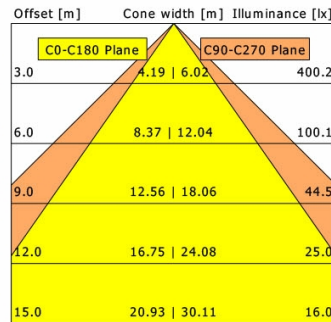 Offset [m] Cone width [m] Illuminance [lx]
C0-C180 Plane C90-C270 Plane
3.0 4.19 | 6.02 400.2
6.0 8.37 | 12.04 100.1
9.0 12.56 | 18.06 44.5
12.0 16.75 | 24.08 25.0
15.0 20.93 | 30.11 16.0